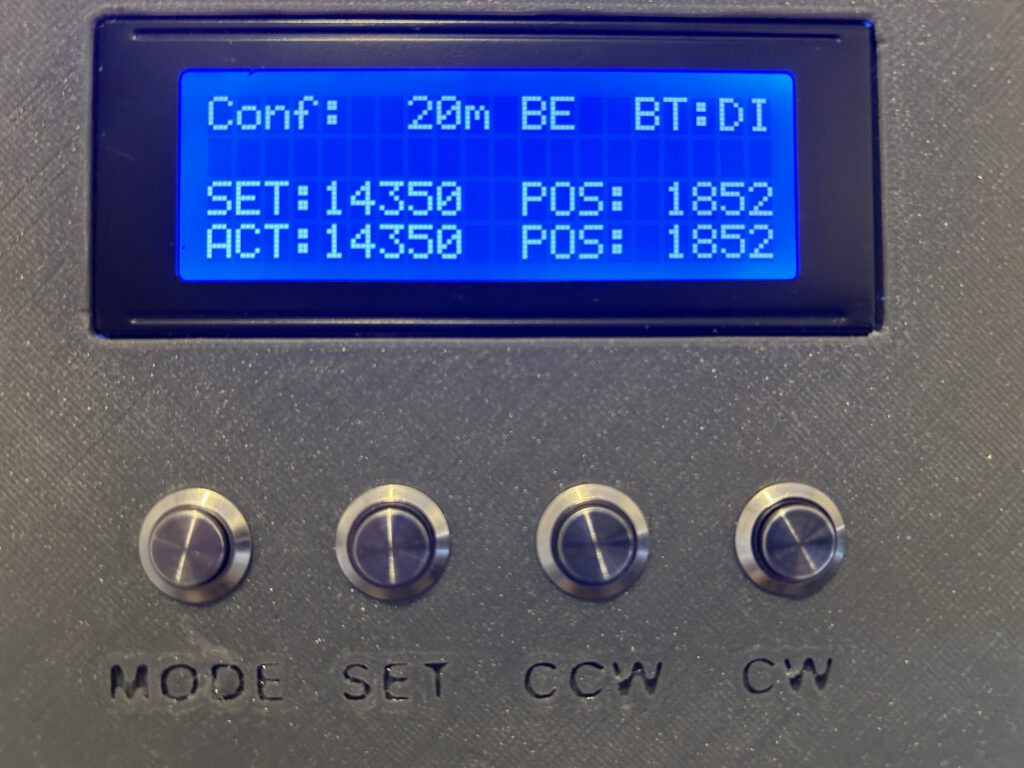 Conf: 20m BE BT:DI
SET:14350 POS: 1852
ACT:14350 POS: 1852
MODE SET CCW CW